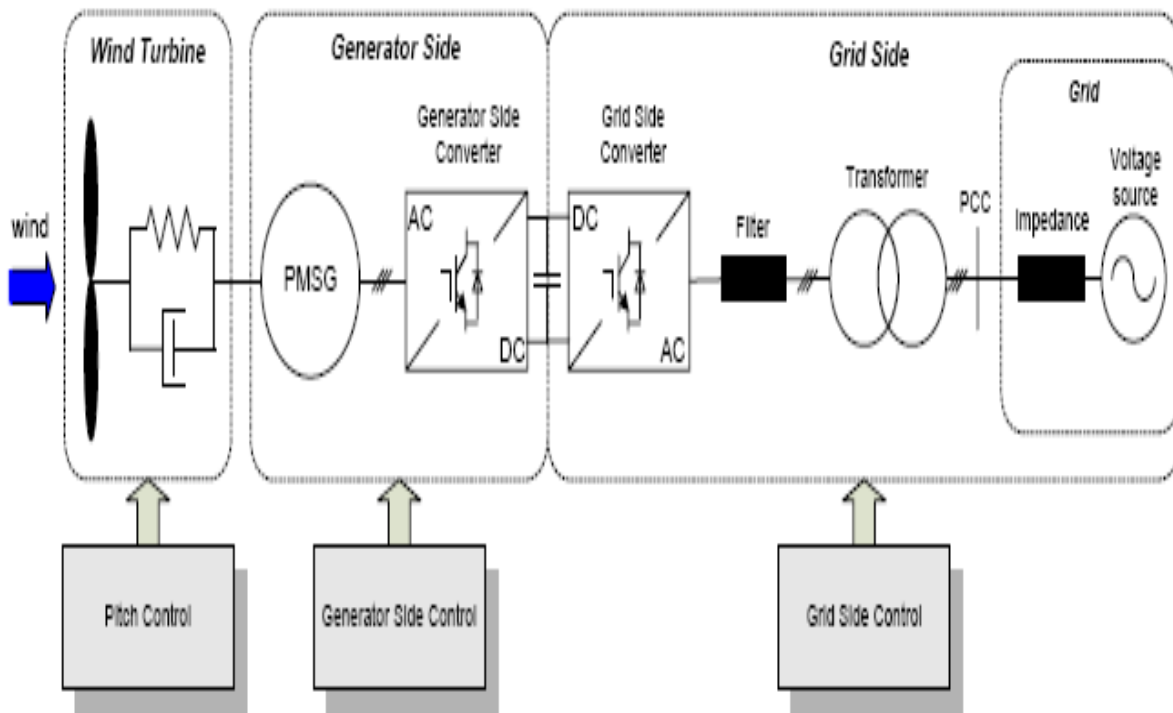 Wind Turbine
Generator Side
Grid Side
Grid
Generator Side
Converter
Grid Side
Converter
Transformer
PCC
Voltage
source
wind
Filter
Impedance
PMSG
AC
DC
DC
AC
Pitch Control
Generator Side Control
Grid Side Control